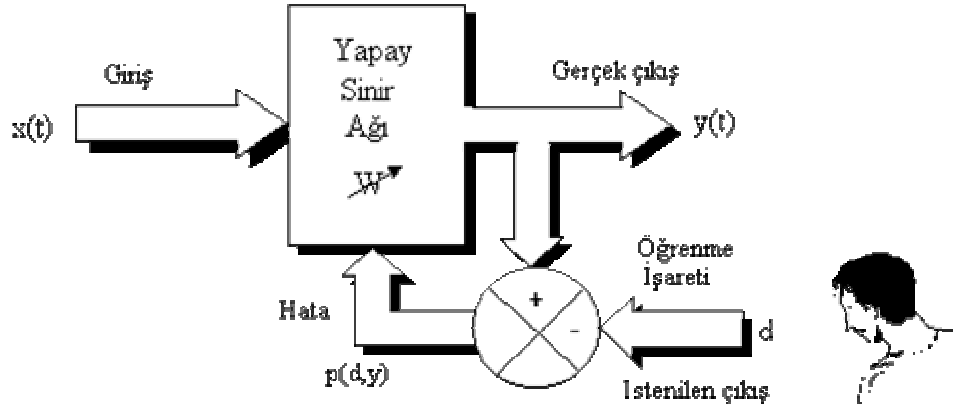 Giriş
x(t)
Yapay
Sinir
Ağı
W
Gerçek çıkış
y(t)
Öğrenme
İşareti
+
-
d
Hata
p(d,y)
İstenilen çıkış